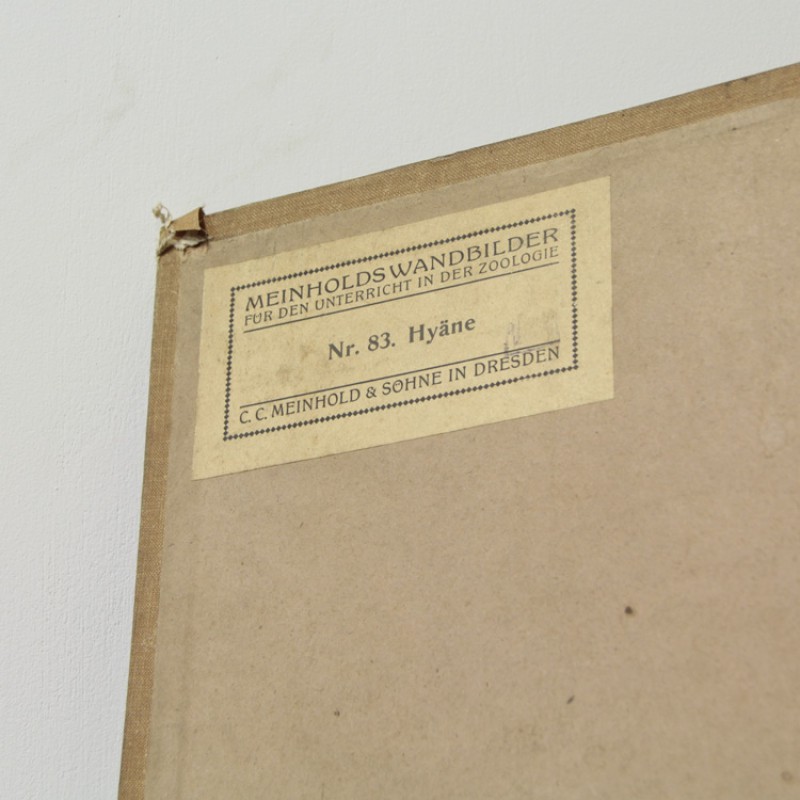 MEINHOLDS WANDBILDER
FÜR DEN UNTERRICHT IN DER ZOOLOGIE
Nr. 83. Hyäne
C. C. MEINHOLD & SÖHNE IN DRESDEN